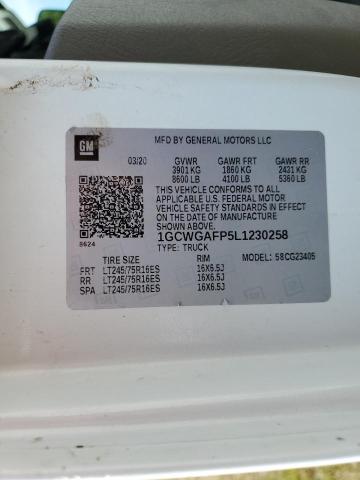 GM
MFD BY GENERAL MOTORS LLC
03/20 GVWR GAWR FRT GAWR RR
3901 KG 1860 KG 2431 KG
8600 LB 4100 LB 5360 LB
THIS VEHICLE CONFORMS TO ALL
APPLICABLE U.S. FEDERAL MOTOR
VEHICLE SAFETY AND THEFT
PREVENTION STANDARDS IN EFFECT
ON THE DATE OF MANUFACTURE
SHOWN ABOVE.
8624
1GCWGAFP5L1230258
TYPE: TRUCK
TIRE SIZE RIM MODEL: 58CG23405
FRT LT245/75R16ES 16X6.5J
RR LT245/75R16ES 16X6.5J
SPA LT245/75R16ES 16X6.5J